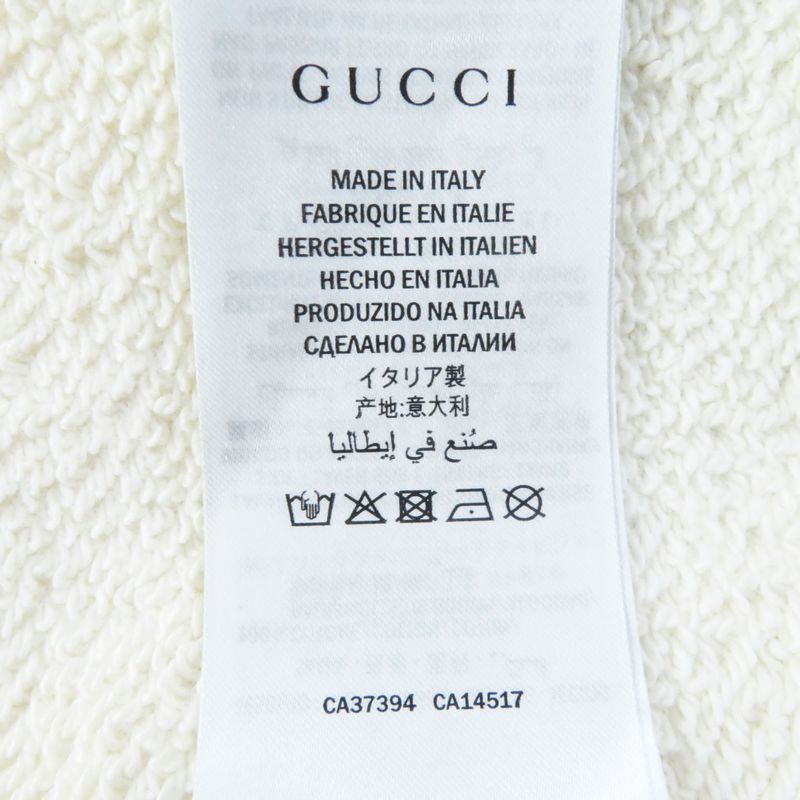 GUCCI
MADE IN ITALY
FABRIQUE EN ITALIE
HERGESTELLT IN ITALIEN
HECHO EN ITALIA
PRODUZIDO NA ITALIA
СДЕЛАНО В ИТАЛИИ
イタリア製
产地:意大利
صُنع في إيطاليا
CA37394 CA14517